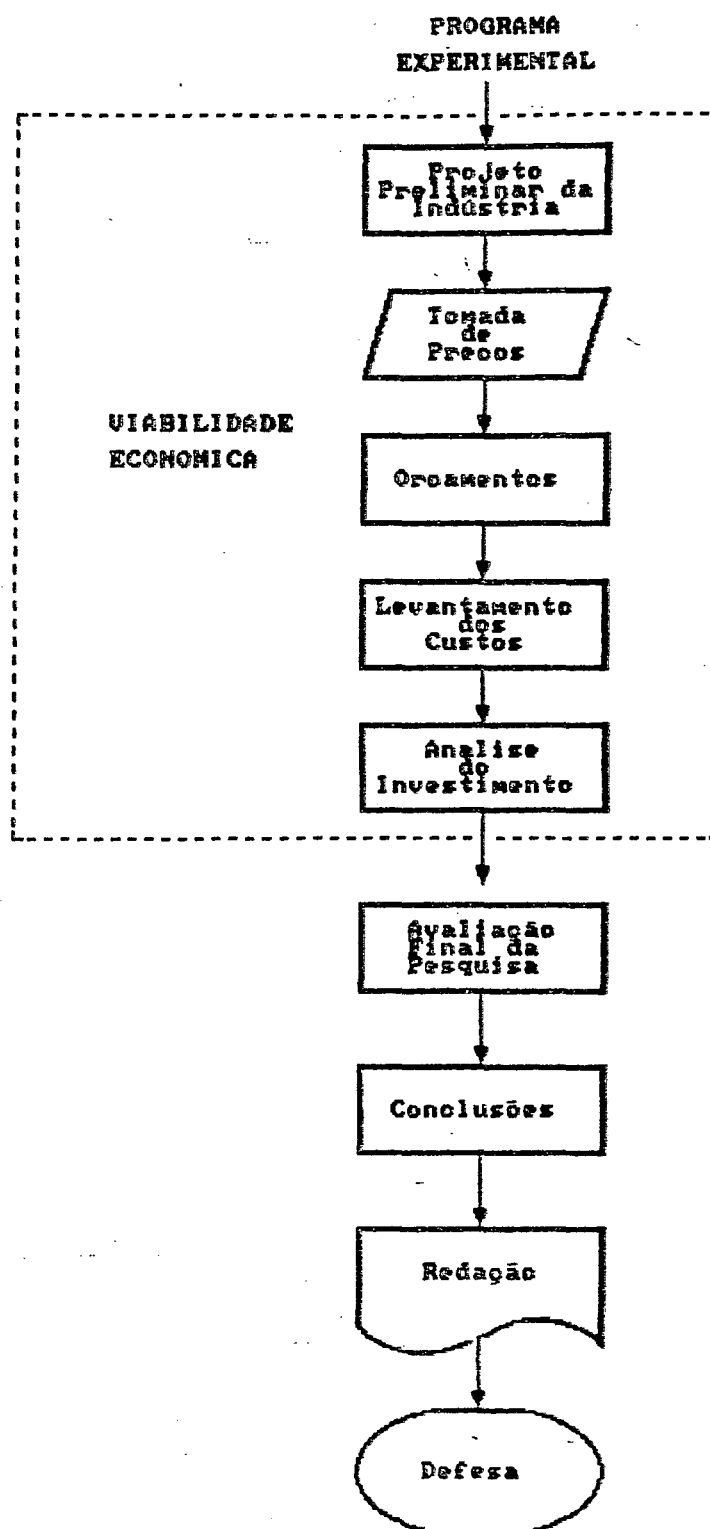 PROGRAMA
EXPERIMENTAL
Projeto
Preliminar da
Indústria
Tomada
de
Precos
VIABILIDADE
ECONOMICA
Orcamentos
Levantamento
dos
Custos
Analise
do
Investimento
Avaliação
Final da
Pesquisa
Conclusões
Redação
Defesa